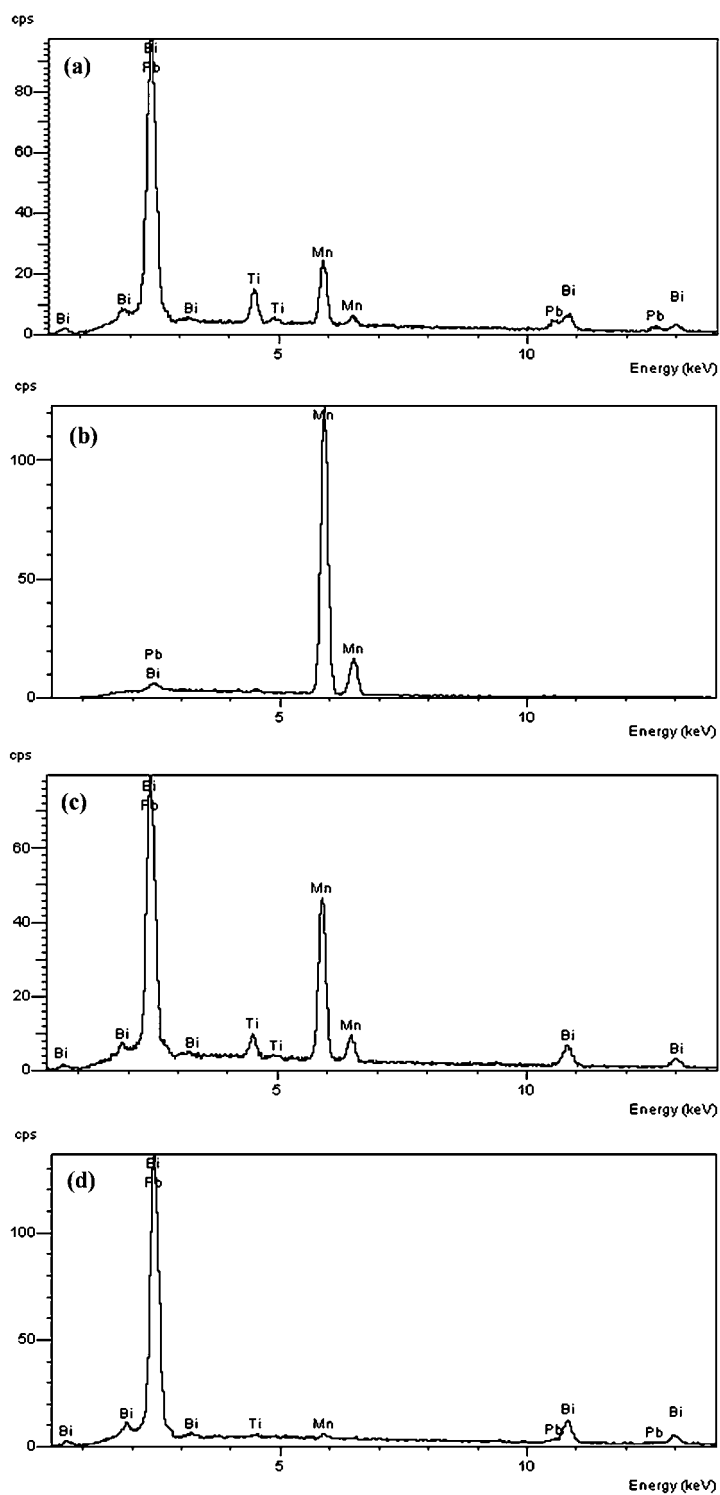 cps
(a)
Bi
Pb
80
60
40
20
0
Bi Bi Bi Ti Ti Mn Mn Pb Bi Pb Bi
5 10
Energy (keV)
cps
(b)
Mn
100
50
Pb
Bi
Mn
0
5 10
Energy (keV)
cps
(c)
Bi
Pb
60
40
20
0
Bi Bi Bi Ti Ti Mn Mn Bi Bi
5 10
Energy (keV)
cps
(d)
Bi
Pb
100
50
0
Bi Bi Bi Ti Mn Pb Bi Pb Bi
5 10
Energy (keV)